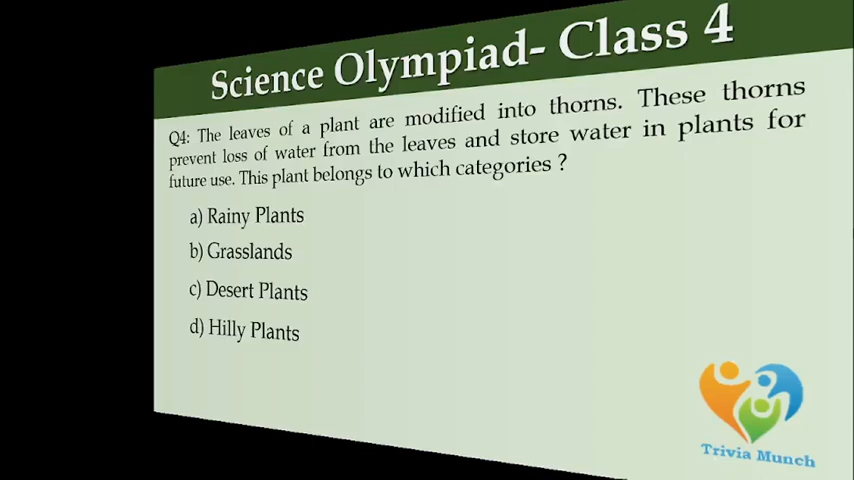 Science Olympiad- Class 4
Q4: The leaves of a plant are modified into thorns. These thorns
prevent loss of water from the leaves and store water in plants for
future use. This plant belongs to which categories ?
a) Rainy Plants
b) Grasslands
c) Desert Plants
d) Hilly Plants
Trivia Munch